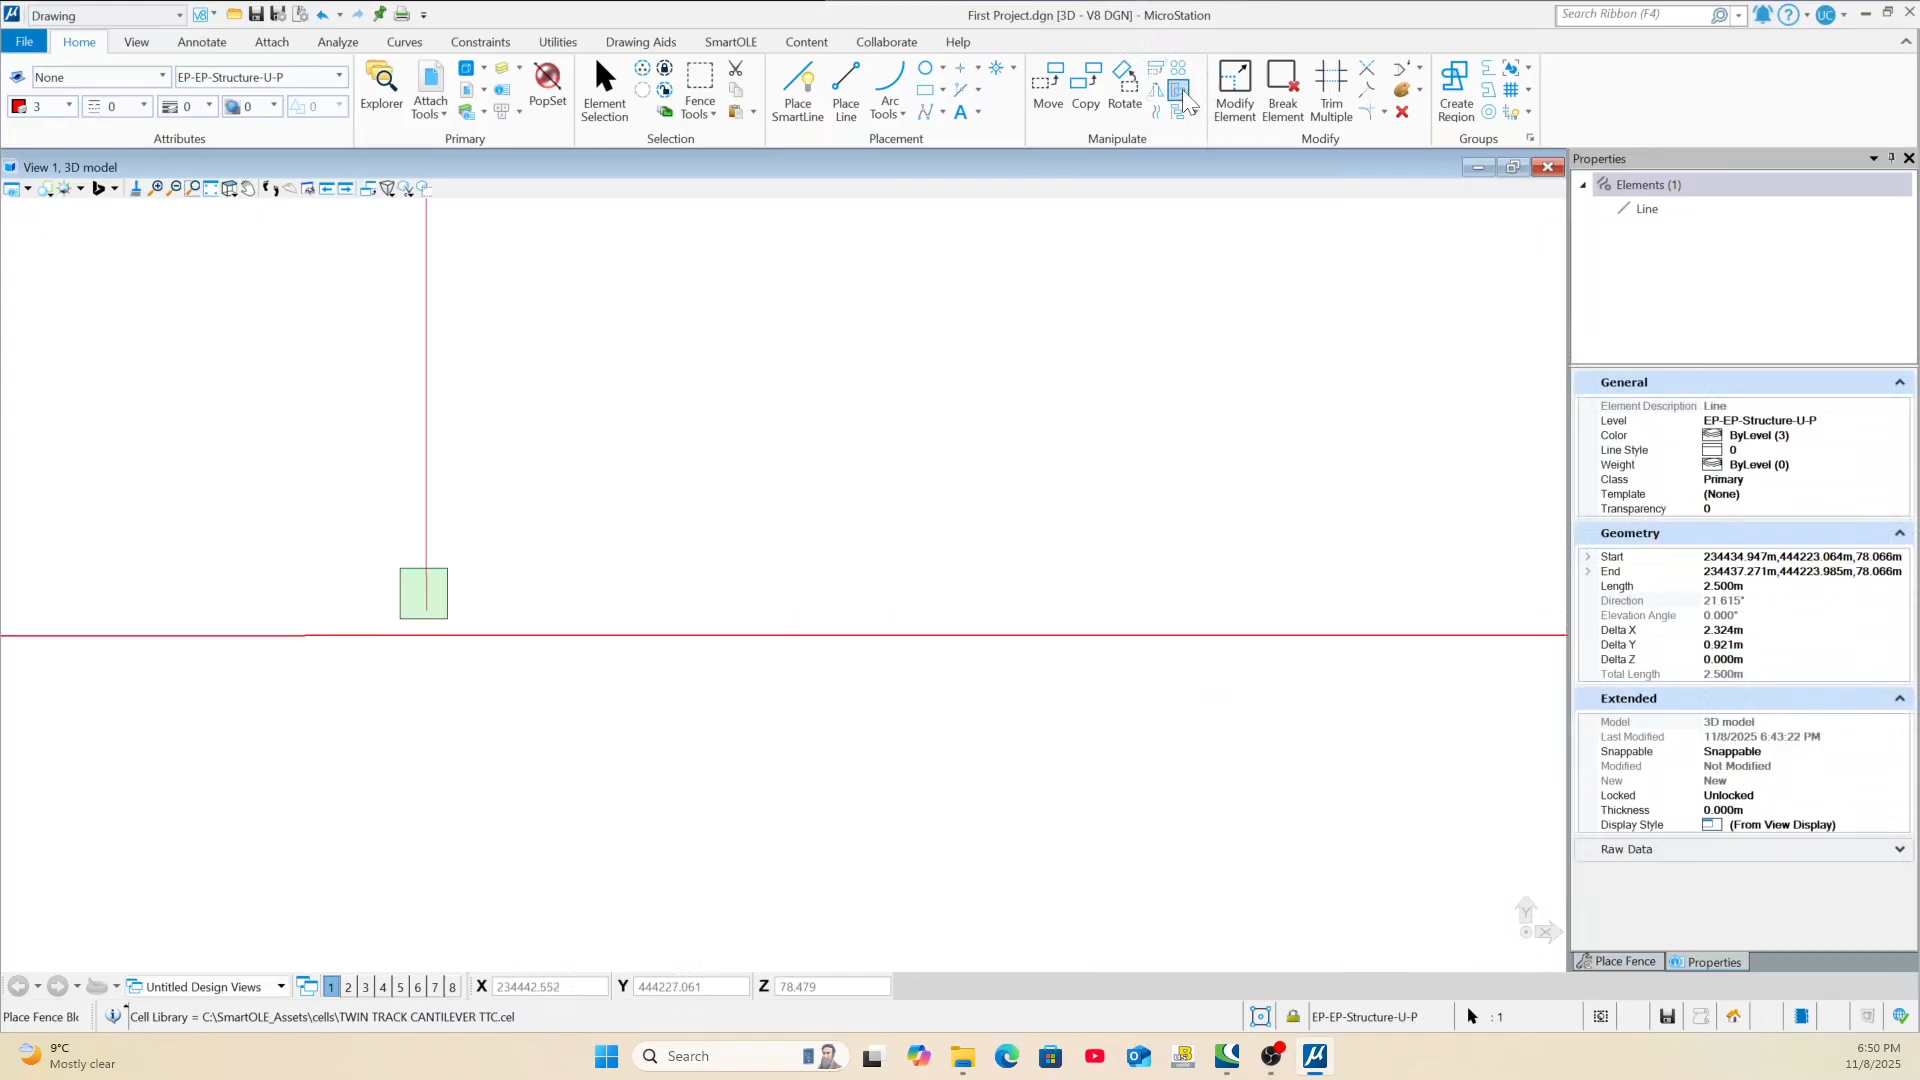 Drawing
First Project.dgn [3D - V8 DGN] - MicroStation
Search Ribbon (F4)
UC
File
Home
View
Annotate
Attach
Analyze
Curves
Constraints
Utilities
Drawing Aids
SmartOLE
Content
Collaborate
Help
None
EP-EP-Structure-U-P
3
0
0
0
0
Attributes
Explorer
Attach Tools
PopSet
Primary
Element Selection
Fence Tools
Selection
Place SmartLine
Place Line
Arc Tools
Placement
Move
Copy
Rotate
Manipulate
Modify Element
Break Element
Trim Multiple
Modify
Create Region
Groups
View 1, 3D model
Properties
Elements (1)
Line
General
Element Description Line
Level EP-EP-Structure-U-P
Color ByLevel (3)
Line Style 0
Weight ByLevel (0)
Class Primary
Template (None)
Transparency 0
Geometry
Start 234434.947m,444223.064m,78.066m
End 234437.271m,444223.985m,78.066m
Length 2.500m
Direction 21.615°
Elevation Angle 0.000°
Delta X 2.324m
Delta Y 0.921m
Delta Z 0.000m
Total Length 2.500m
Extended
Model 3D model
Last Modified 11/8/2025 6:43:22 PM
Snappable Snappable
Modified Not Modified
New New
Locked Unlocked
Thickness 0.000m
Display Style (From View Display)
Raw Data
Y
X
Place Fence
Properties
Untitled Design Views
1 2 3 4 5 6 7 8
X 234442.552
Y 444227.061
Z 78.479
Place Fence Blo
Cell Library = C:\SmartOLE_Assets\cells\TWIN TRACK CANTILEVER TTC.cel
EP-EP-Structure-U-P
: 1
9°C
Mostly clear
Search
6:50 PM
11/8/2025